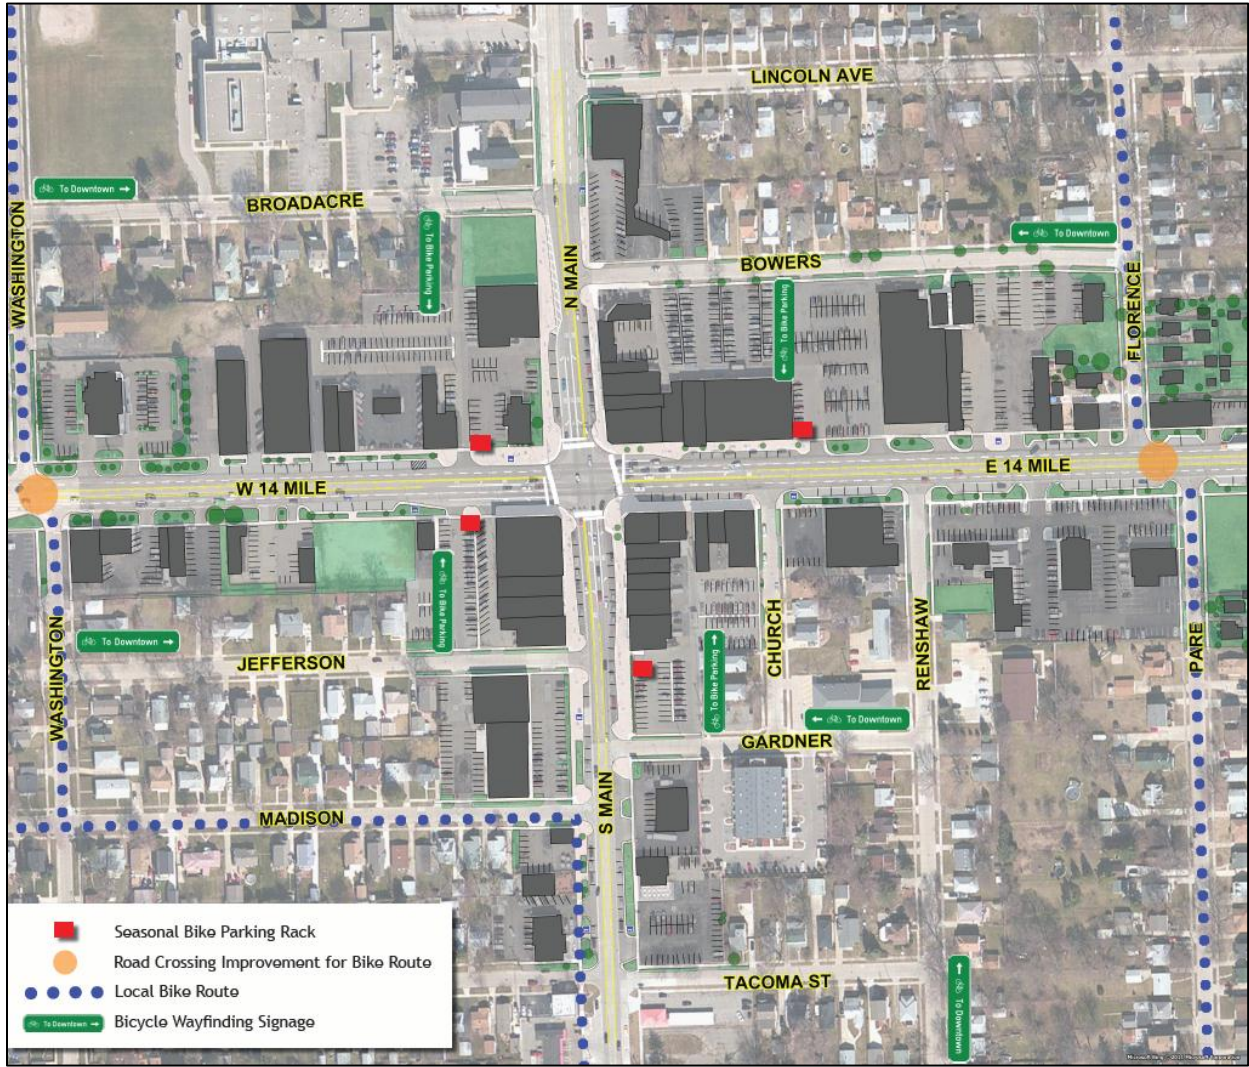 LINCOLN AVE
To Downtown →
BROADACRE
WASHINGTON
To Bike Parking →
N MAIN
BOWERS
← To Downtown
← To Bike Parking
FLORENCE
W 14 MILE
E 14 MILE
← To Bike Parking
To Downtown →
JEFFERSON
WASHINGTON
To Bike Parking →
CHURCH
RENSHAW
PARE
← To Downtown
GARDNER
MADISON
S MAIN
TACOMA ST
← To Downtown
Seasonal Bike Parking Rack
Road Crossing Improvement for Bike Route
Local Bike Route
To Downtown →
Bicycle Wayfinding Signage